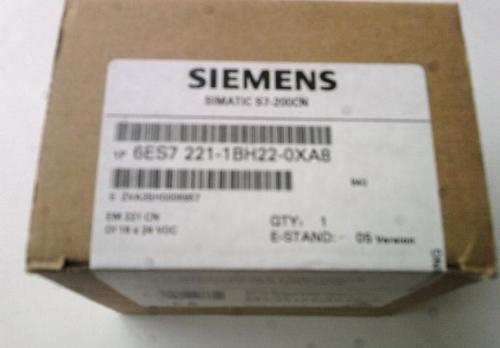 SIEMENS
SIMATIC S7-200CN
1P 6ES7 221-1BH22-0XA8
EM 221 CN
DI 16 x 24 VDC
QTY: 1
E-STAND: 05 Version